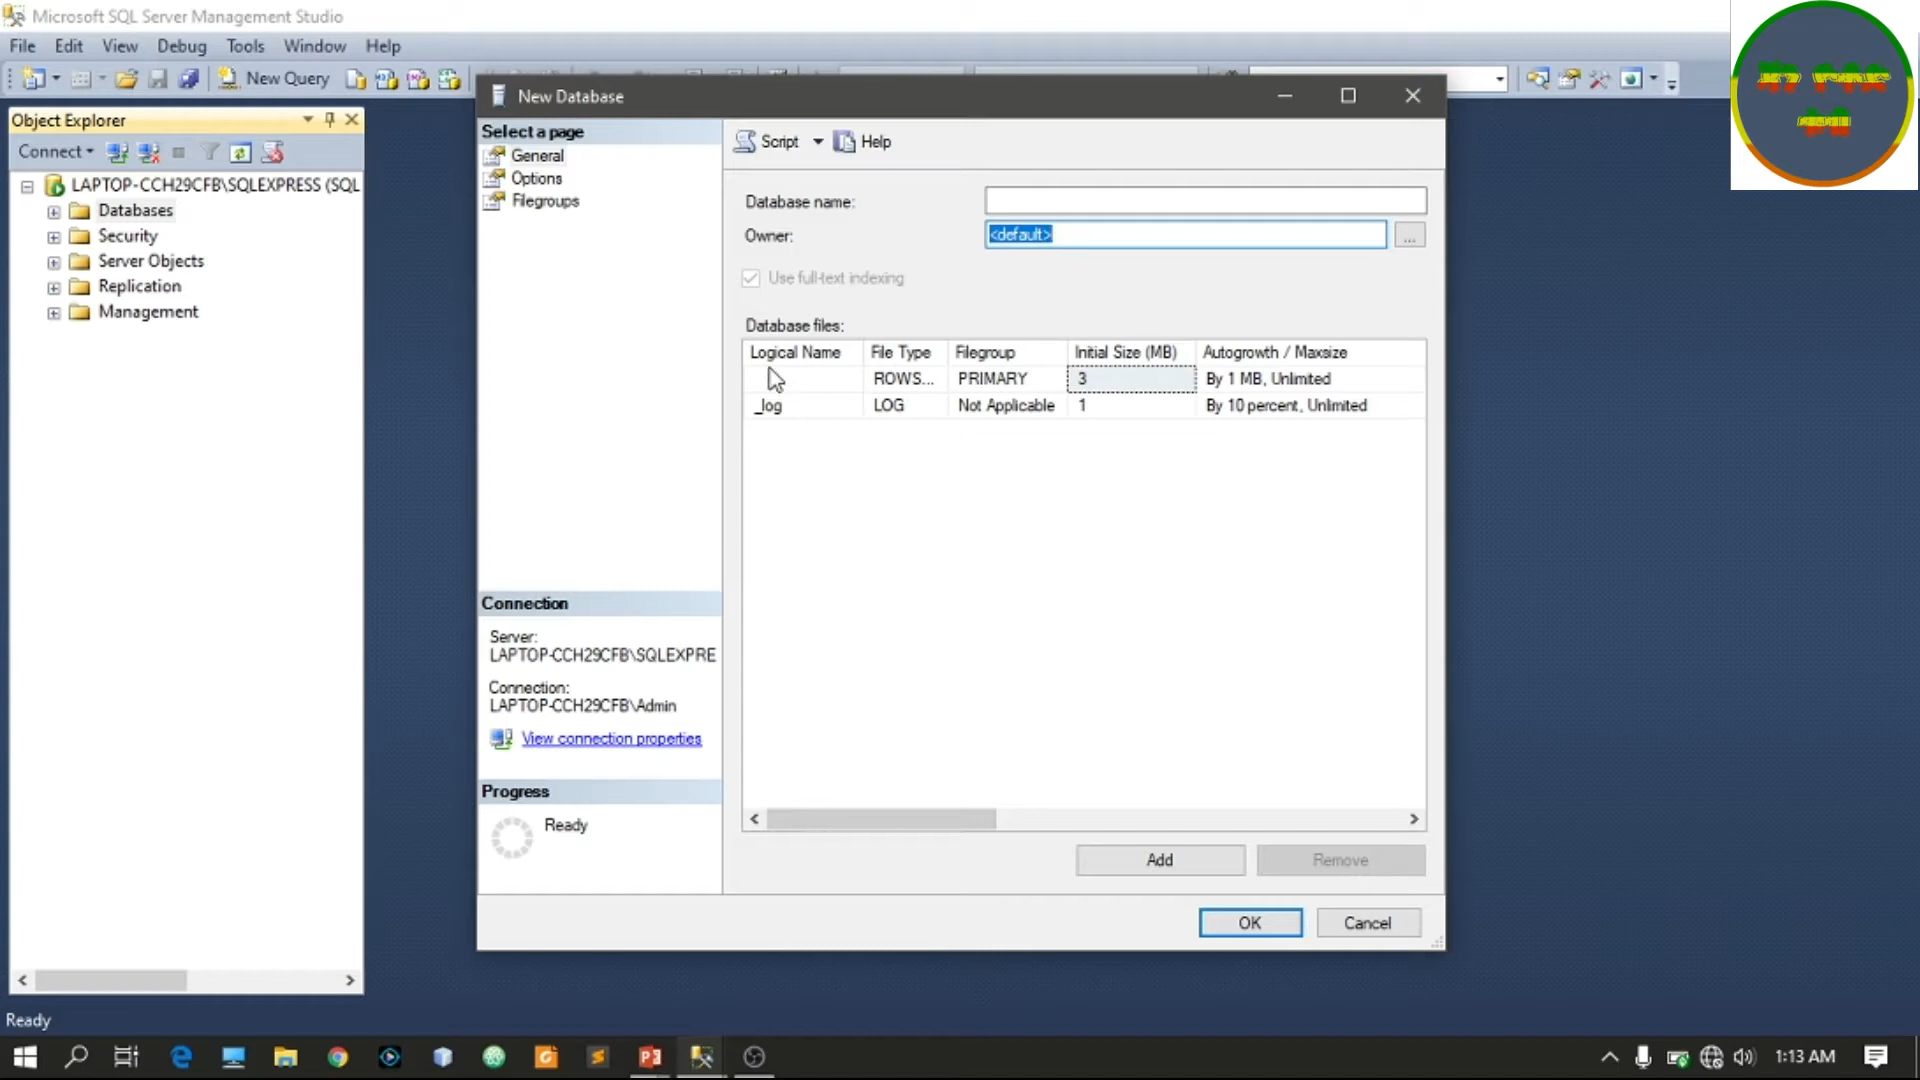 Microsoft SQL Server Management Studio
File Edit View Debug Tools Window Help
New Query
Object Explorer
Connect
LAPTOP-CCH29CFB\SQLEXPRESS (SQL
Databases
Security
Server Objects
Replication
Management
New Database
Select a page
General
Options
Filegroups
Script Help
Database name:
Owner: <default> ...
Use full-text indexing
Database files:
Logical Name File Type Filegroup Initial Size (MB) Autogrowth / Maxsize
ROWS... PRIMARY 3 By 1 MB, Unlimited
_log LOG Not Applicable 1 By 10 percent, Unlimited
Connection
Server:
LAPTOP-CCH29CFB\SQLEXPRE
Connection:
LAPTOP-CCH29CFB\Admin
View connection properties
Progress
Ready
Add Remove
OK Cancel
Ready
1:13 AM